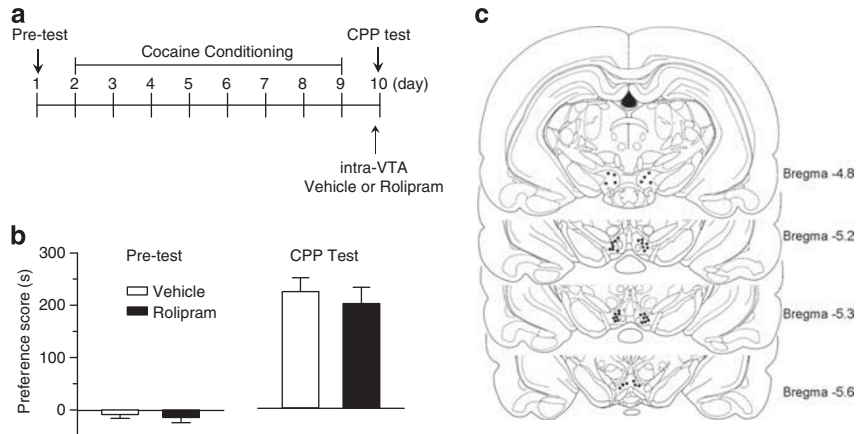 a
Pre-test
CPP test
Cocaine Conditioning
1 2 3 4 5 6 7 8 9 10 (day)
intra-VTA
Vehicle or Rolipram
b
300
200
100
0
Preference score (s)
Pre-test
CPP Test
Vehicle
Rolipram
c
Bregma -4.8
Bregma -5.2
Bregma -5.3
Bregma -5.6